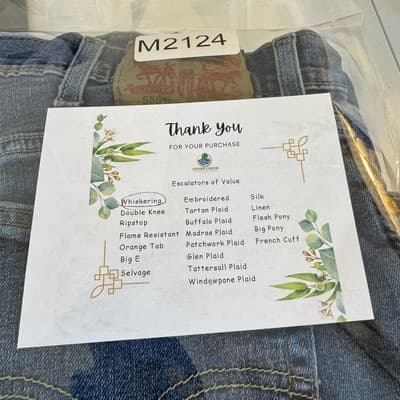 M2124
Thank You
FOR YOUR PURCHASE
Escalators of Value
Whiskering
Double Knee
Ripstop
Flame Resistant
Orange Tab
Big E
Selvage
Embroidered
Tartan Plaid
Buffalo Plaid
Madras Plaid
Patchwork Plaid
Glen Plaid
Tattersall Plaid
Windowpane Plaid
Silk
Linen
Flesh Pony
Big Pony
French Cuff